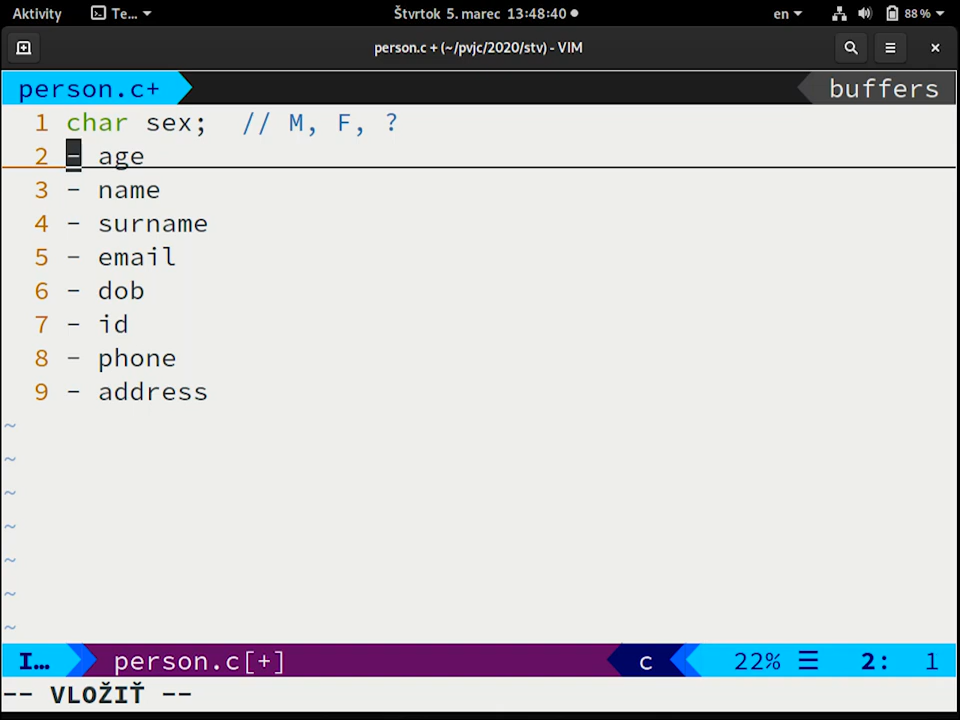 Aktivity Te... Štvrtok 5. marec 13:48:40 en 88 %
person.c + (~/pvjc/2020/stv) - VIM
person.c+ buffers
1 char sex; // M, F, ?
2 - age
3 - name
4 - surname
5 - email
6 - dob
7 - id
8 - phone
9 - address
~
~
~
~
~
~
~
I... person.c[+] c 22% ☰ 2: 1
-- VLOŽIŤ --